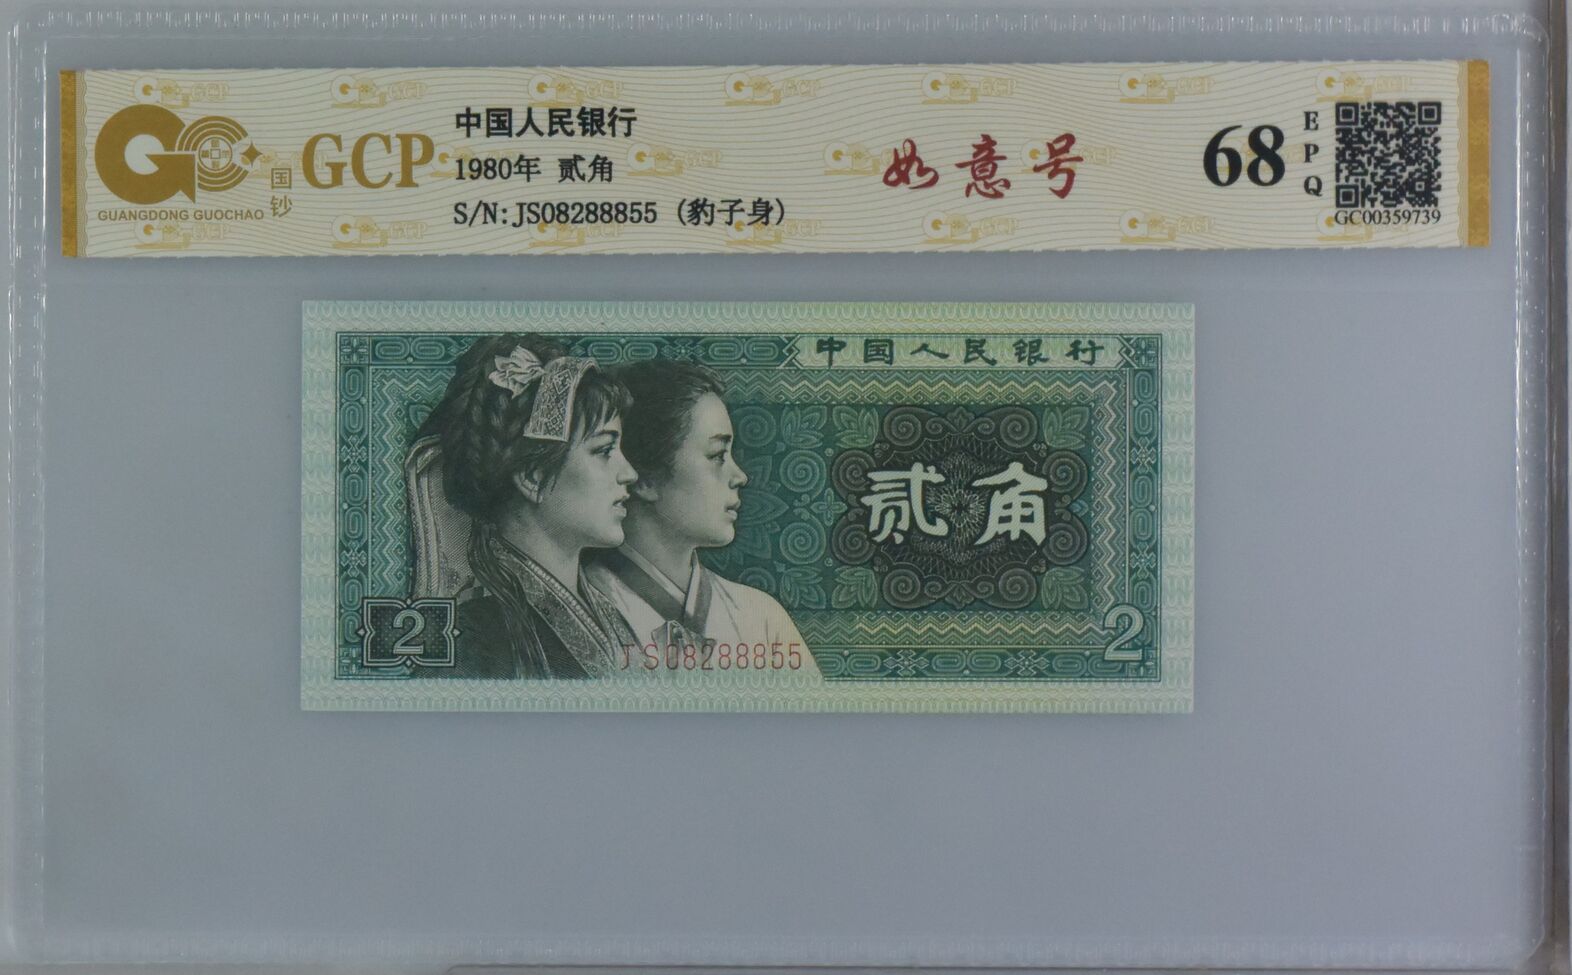 GUANGDONG GUOCHAO
国钞
GCP
中国人民银行
1980年 贰角
S/N:JS08288855 (豹子身)
如意号
68
EPQ
GC00359739
中国人民银行
贰角
2
2
JS08288855